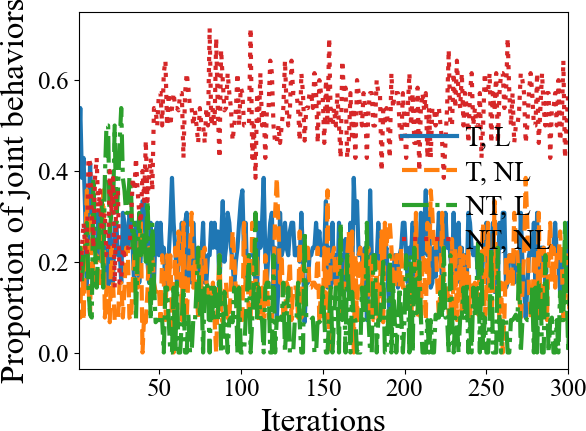 Proportion of joint behaviors
0.6
0.4
0.2
0.0
T, L
T, NL
NT, L
NT, NL
50
100
150
200
250
300
Iterations